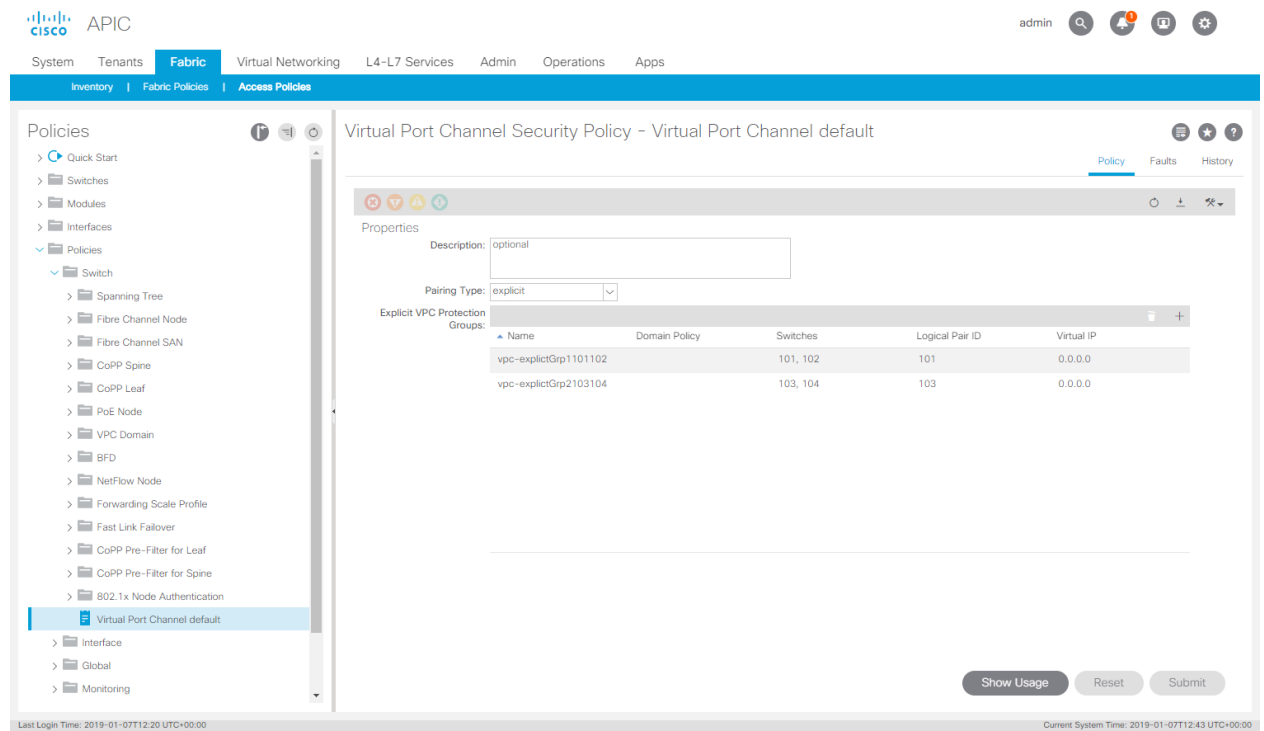 cisco APIC admin 1
System Tenants Fabric Virtual Networking L4-L7 Services Admin Operations Apps
Inventory | Fabric Policies | Access Policies
Policies
Quick Start
Switches
Modules
Interfaces
Policies
Switch
Spanning Tree
Fibre Channel Node
Fibre Channel SAN
CoPP Spine
CoPP Leaf
PoE Node
VPC Domain
BFD
NetFlow Node
Forwarding Scale Profile
Fast Link Failover
CoPP Pre-Filter for Leaf
CoPP Pre-Filter for Spine
802.1x Node Authentication
Virtual Port Channel default
Interface
Global
Monitoring
Virtual Port Channel Security Policy - Virtual Port Channel default
Policy Faults History
Properties
Description: optional
Pairing Type: explicit
Explicit VPC Protection
Groups:
Name Domain Policy Switches Logical Pair ID Virtual IP
vpc-explictGrp1101102 101, 102 101 0.0.0.0
vpc-explictGrp2103104 103, 104 103 0.0.0.0
Show Usage Reset Submit
Last Login Time: 2019-01-07T12:20 UTC+00:00 Current System Time: 2019-01-07T12:43 UTC+00:00